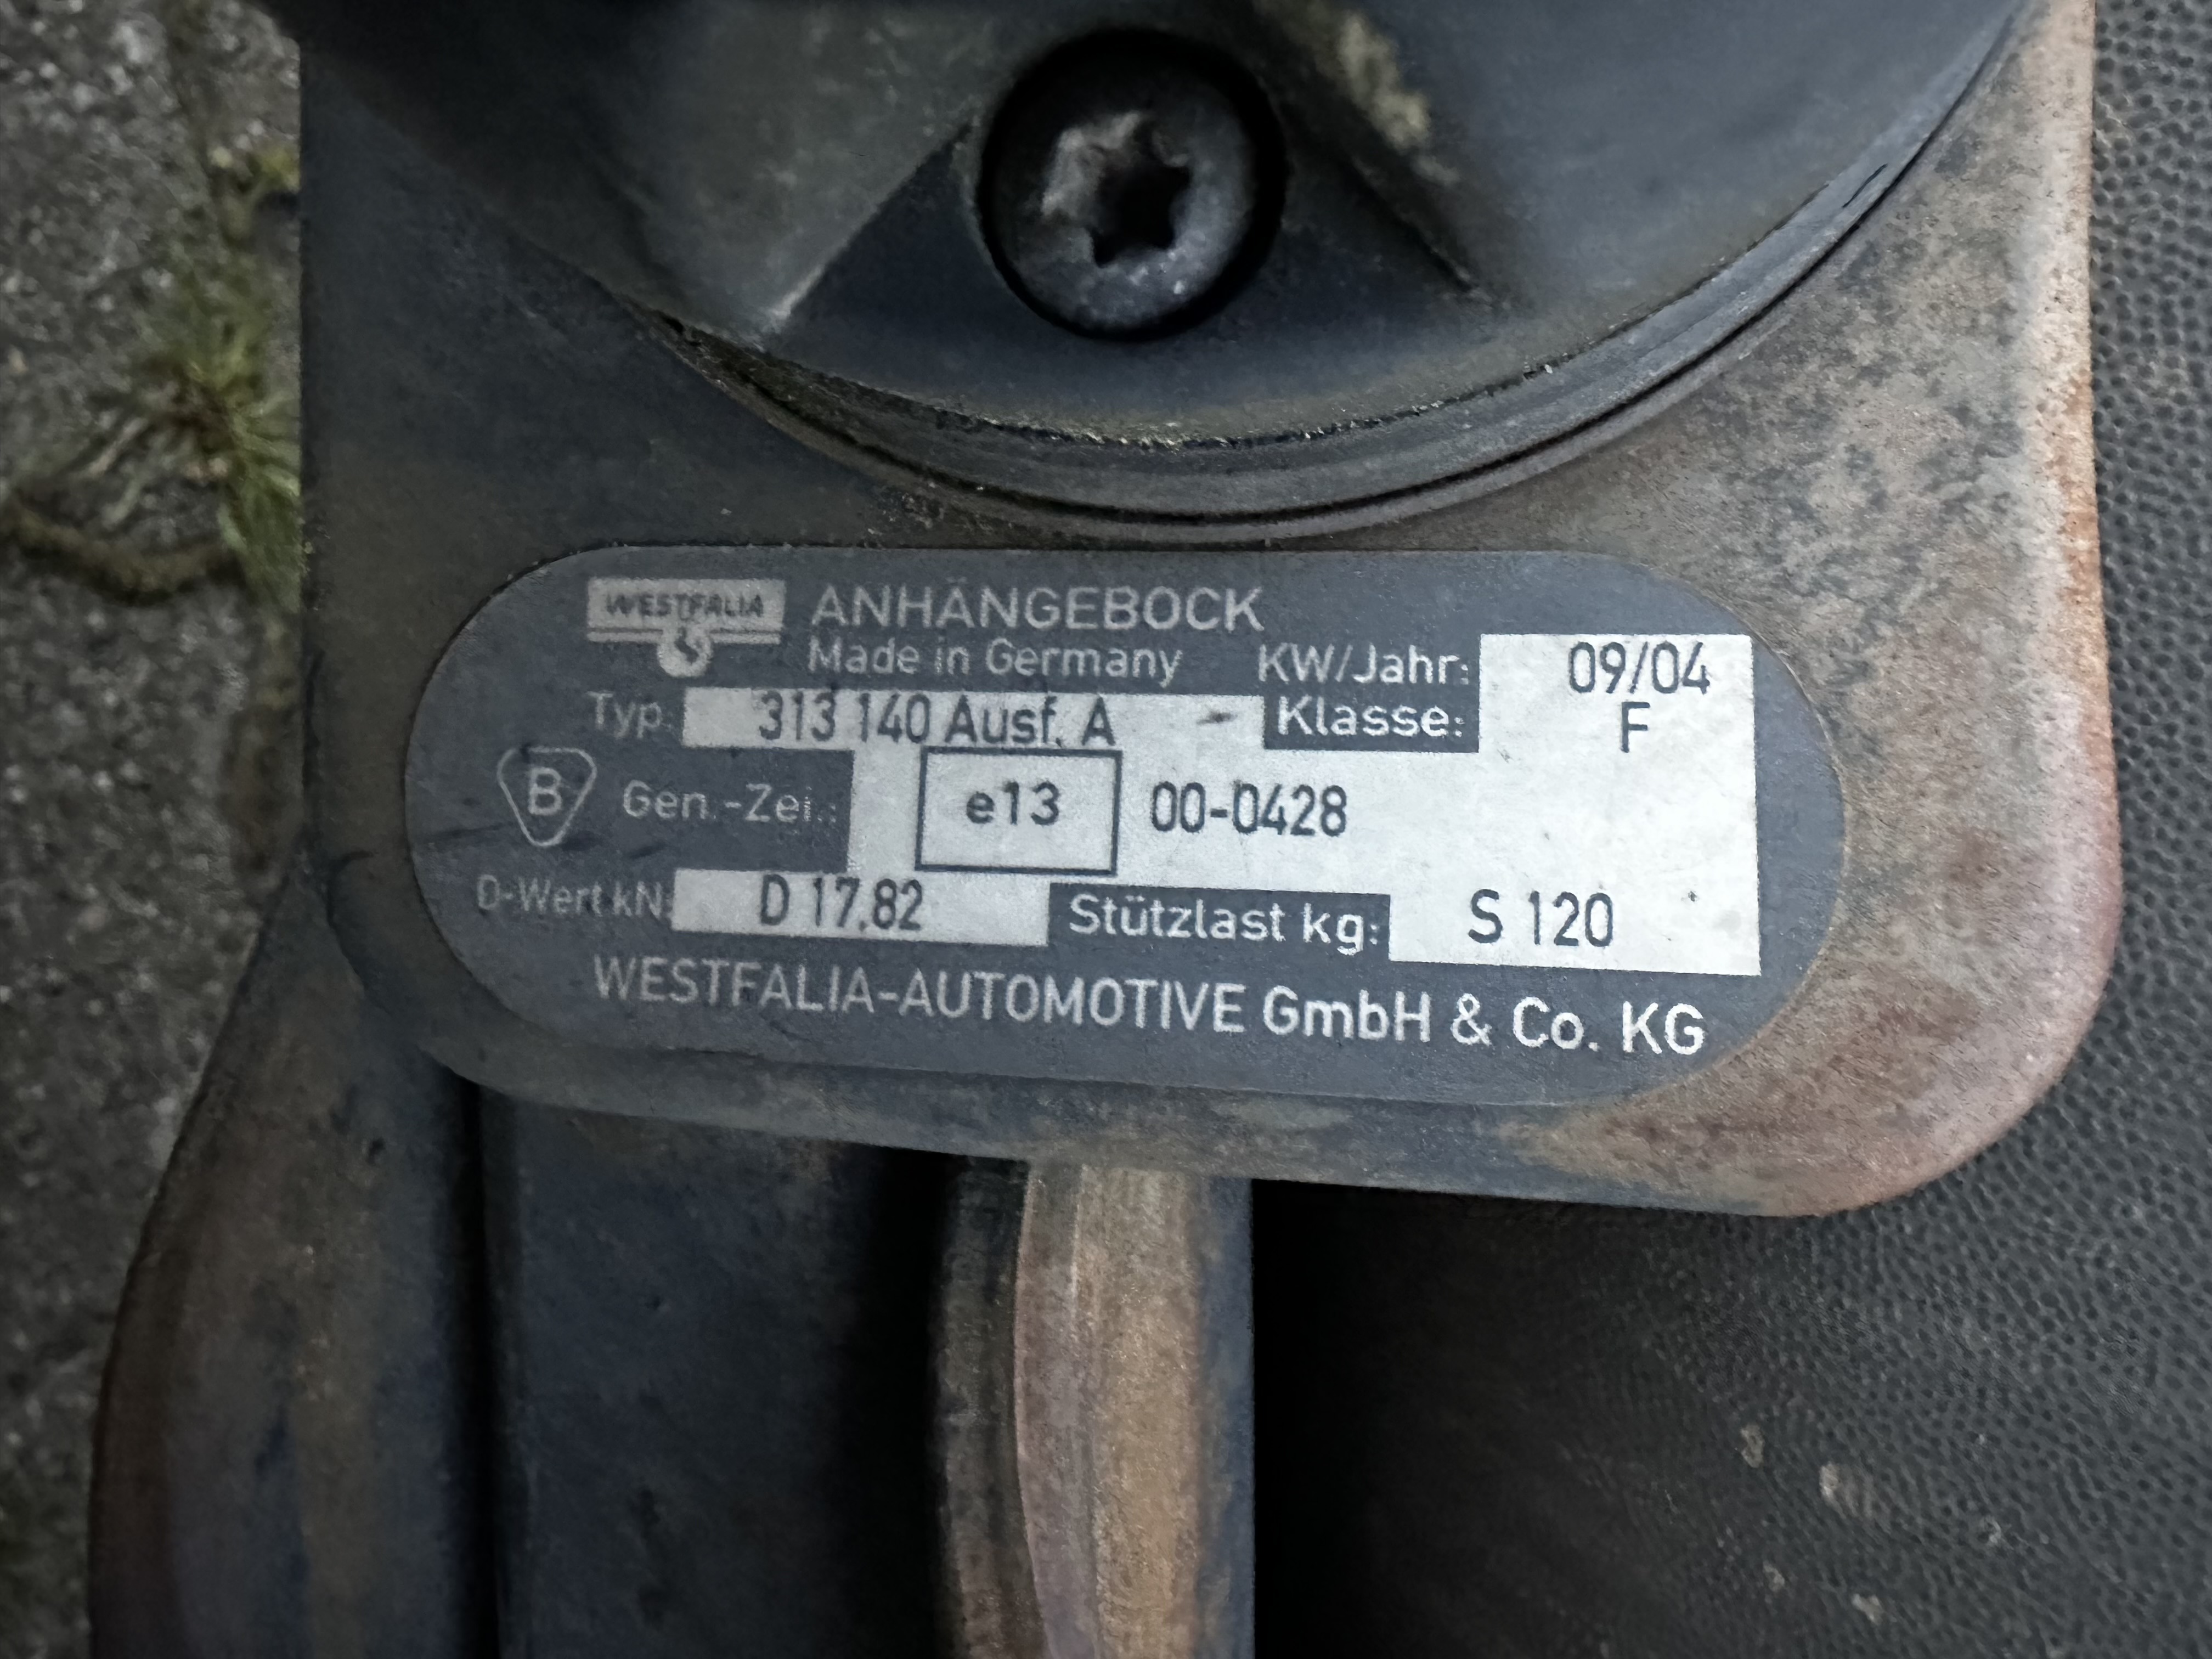 WESTFALIA ANHÄNGEBOCK
Made in Germany KW/Jahr: 09/04
Typ: 313 140 Ausf. A Klasse: F
B Gen.-Zei.: e13 00-0428
D-Wert kN: D 17,82 Stützlast kg: S 120
WESTFALIA-AUTOMOTIVE GmbH & Co. KG